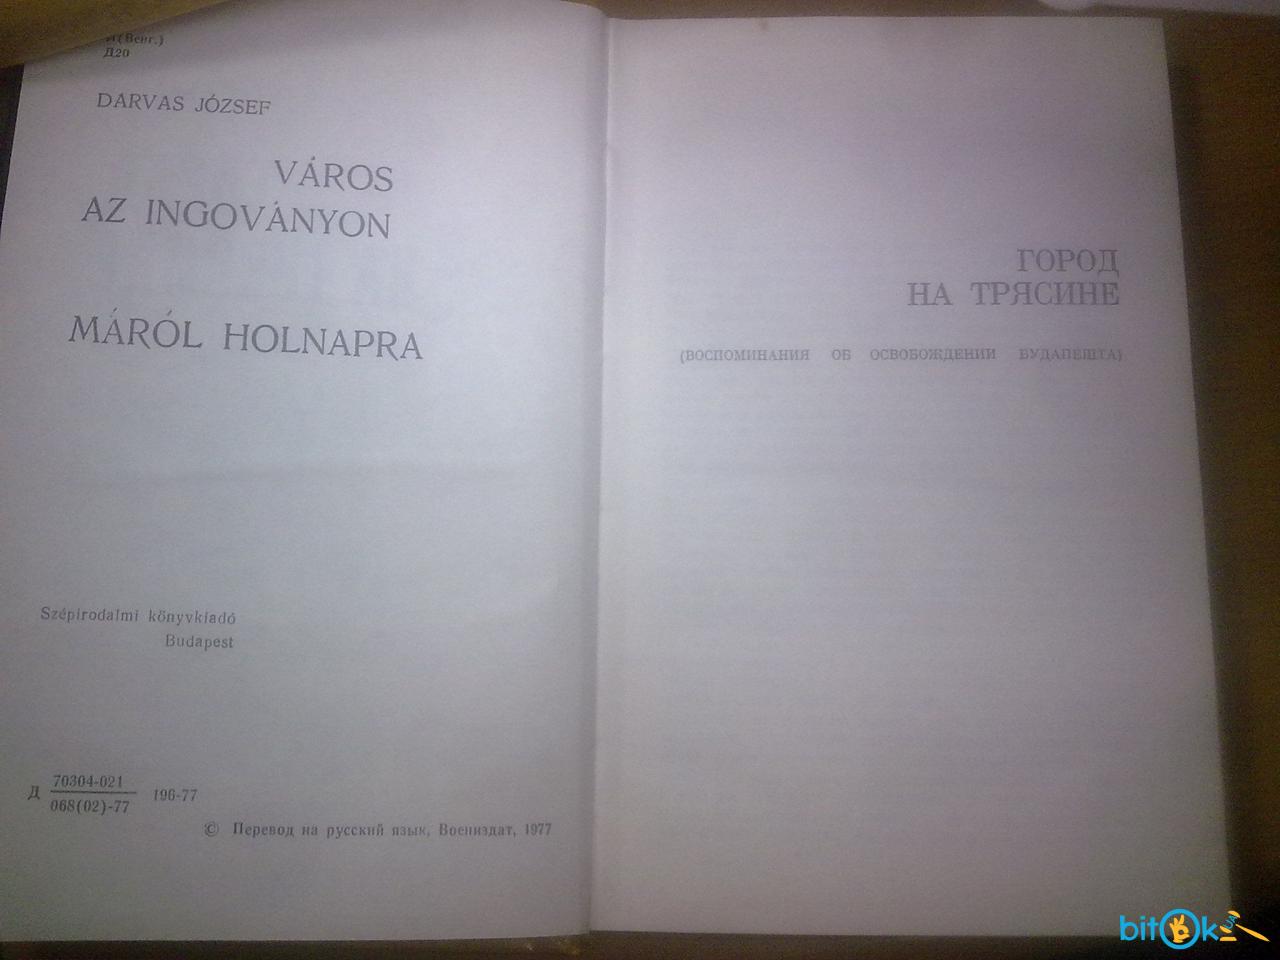 И(Венг.)
Д20
DARVAS JÓZSEF
VÁROS
AZ INGOVÁNYON
MÁRÓL HOLNAPRA
Szépirodalmi könyvkiadó
Budapest
Д 70304-021 196-77
068(02)-77
© Перевод на русский язык, Воениздат, 1977
ГОРОД
НА ТРЯСИНЕ
(ВОСПОМИНАНИЯ ОБ ОСВОБОЖДЕНИИ БУДАПЕШТА)
bitOk UA